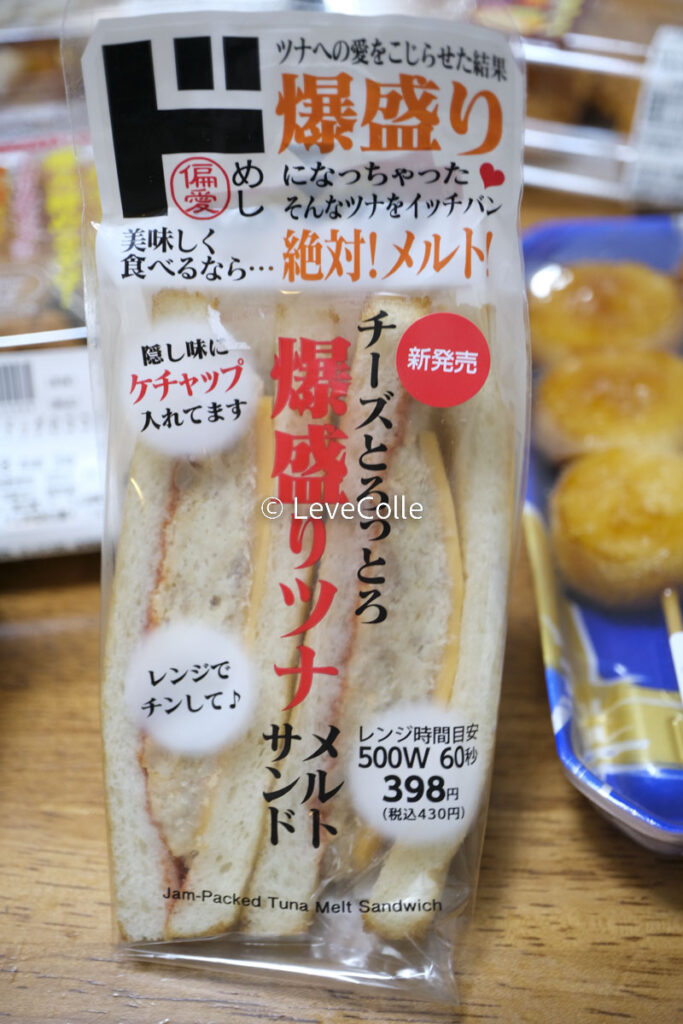 ド
偏愛
めし
ツナへの愛をこじらせた結果
爆盛り
になっちゃった❤
そんなツナをイッチバン
美味しく
食べるなら…
絶対!メルト!
隠し味に
ケチャップ
入れてます
チーズとろっとろ
爆盛りツナ
メルト
サンド
新発売
© LeveColle
レンジで
チンして♪
レンジ時間目安
500W 60秒
398円
(税込430円)
Jam-Packed Tuna Melt Sandwich